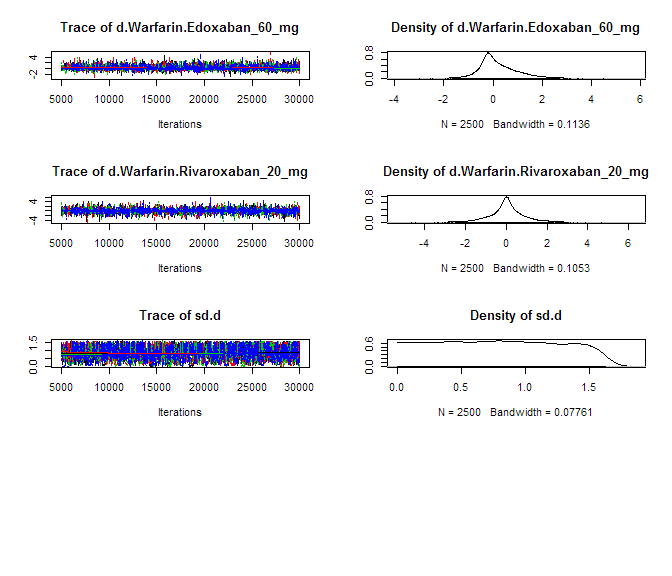 Trace of d.Warfarin.Edoxaban_60_mg
-2 4
5000 10000 15000 20000 25000 30000
Iterations
Density of d.Warfarin.Edoxaban_60_mg
0.0 0.8
-4 -2 0 2 4 6
N = 2500 Bandwidth = 0.1136
Trace of d.Warfarin.Rivaroxaban_20_mg
-4 4
5000 10000 15000 20000 25000 30000
Iterations
Density of d.Warfarin.Rivaroxaban_20_mg
0.0 0.8
-4 -2 0 2 4 6
N = 2500 Bandwidth = 0.1053
Trace of sd.d
0.0 1.5
5000 10000 15000 20000 25000 30000
Iterations
Density of sd.d
0.0 0.6
0.0 0.5 1.0 1.5
N = 2500 Bandwidth = 0.07761